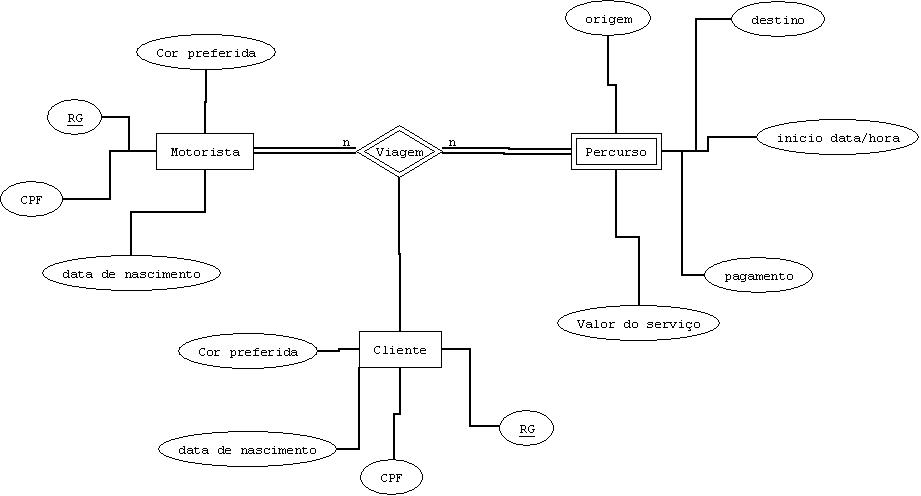 origem
destino
Cor preferida
RG
inicio data/hora
n
n
Motorista
Viagem
Percurso
CPF
data de nascimento
pagamento
Valor do serviço
Cor preferida
Cliente
RG
data de nascimento
CPF